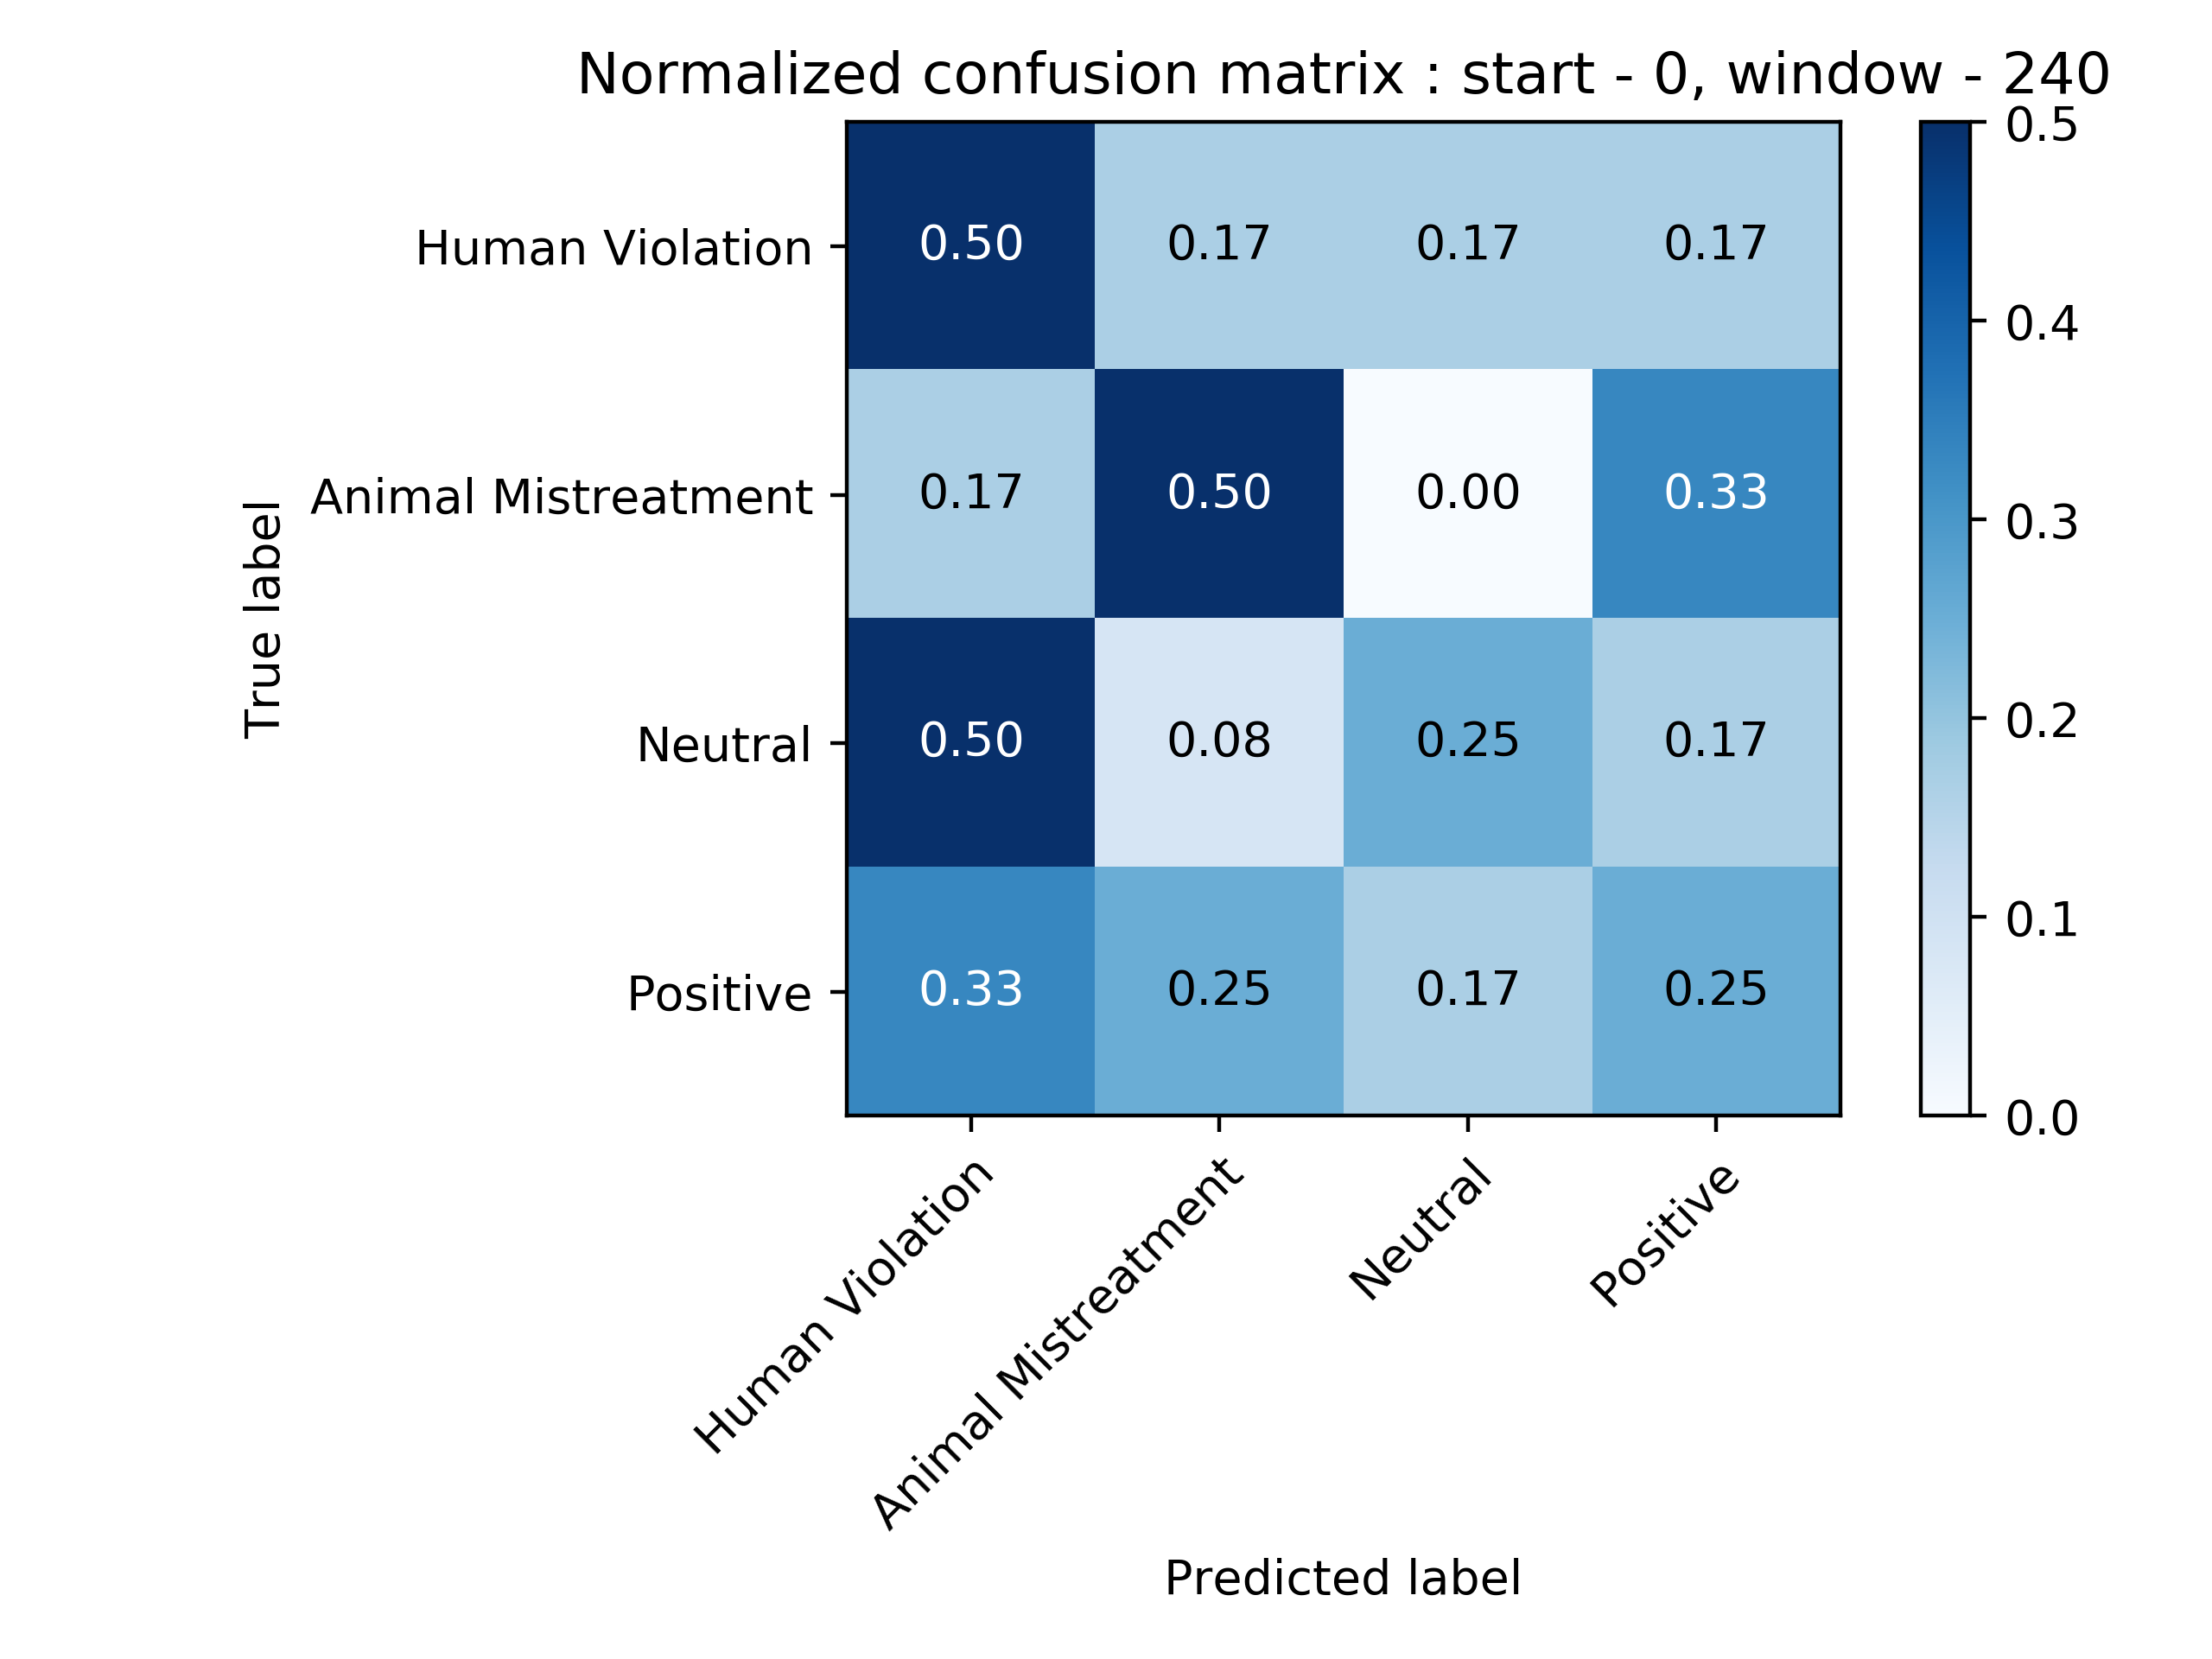 Normalized confusion matrix : start - 0, window - 240
True label
Human Violation
0.50 0.17 0.17 0.17
Animal Mistreatment
0.17 0.50 0.00 0.33
Neutral
0.50 0.08 0.25 0.17
Positive
0.33 0.25 0.17 0.25
Human Violation
Animal Mistreatment
Neutral
Positive
Predicted label
0.5
0.4
0.3
0.2
0.1
0.0